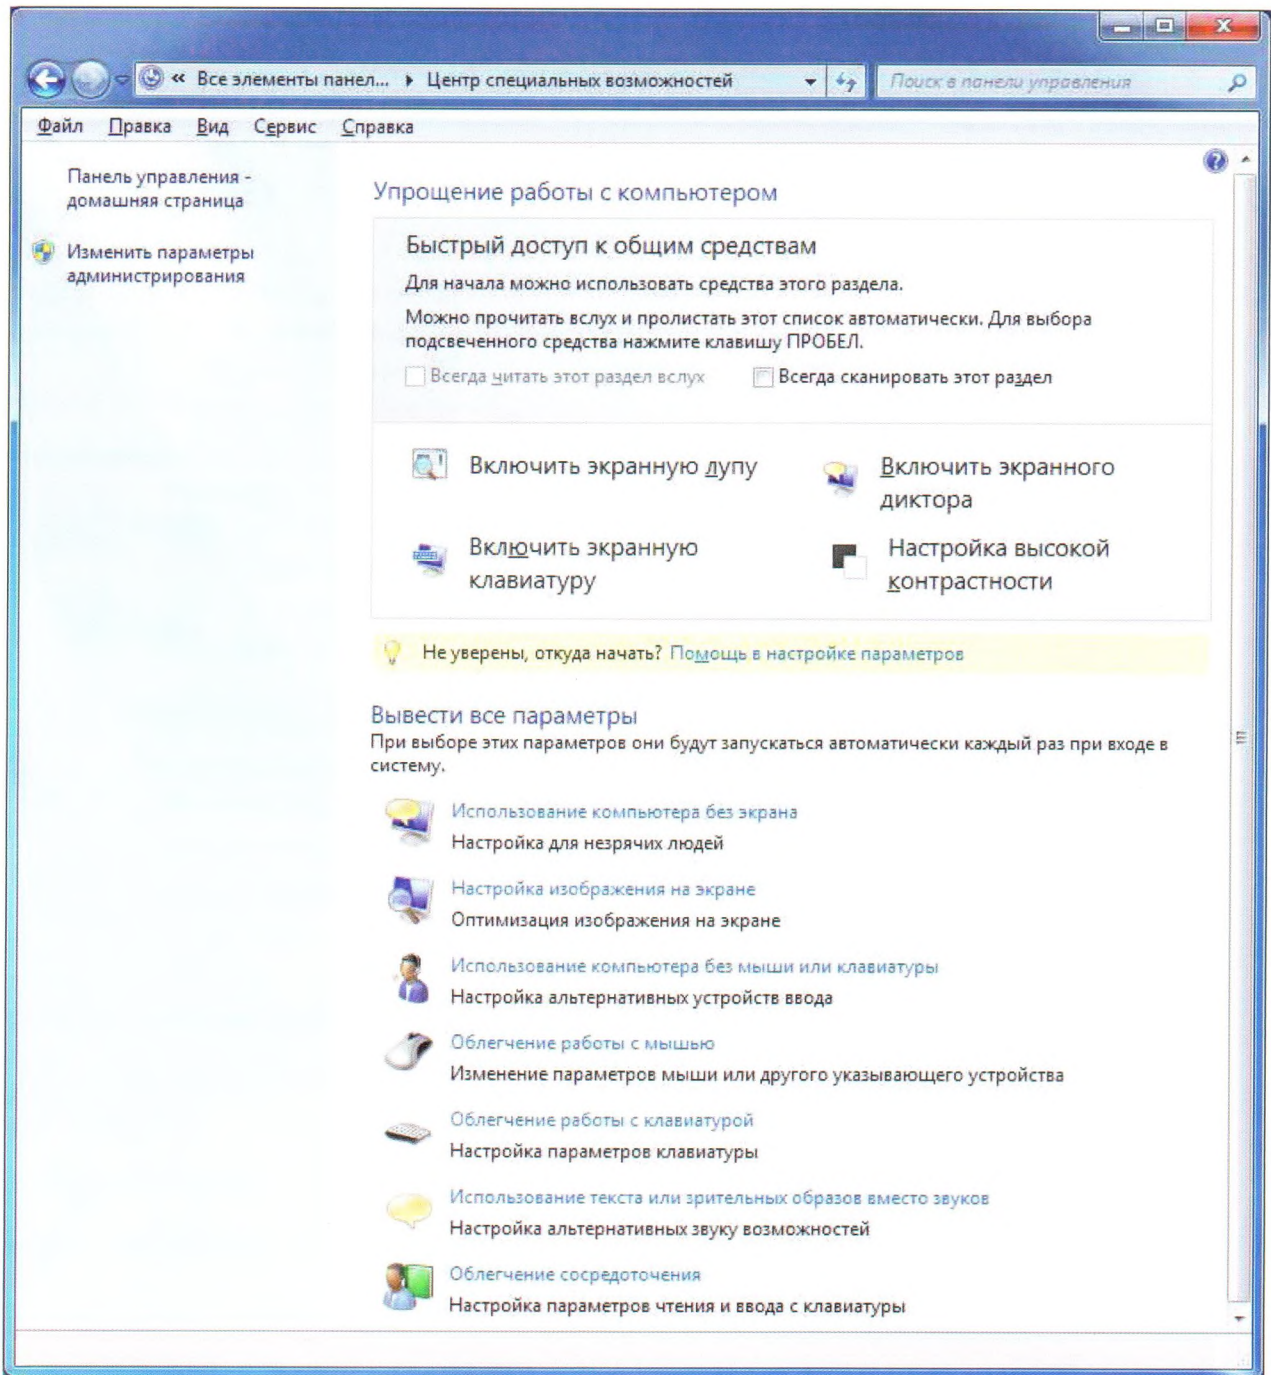 « Все элементы панел... ▸ Центр специальных возможностей
Поиск в панели управления
Файл Правка Вид Сервис Справка
Панель управления -
домашняя страница
Изменить параметры
администрирования
Упрощение работы с компьютером
Быстрый доступ к общим средствам
Для начала можно использовать средства этого раздела.
Можно прочитать вслух и пролистать этот список автоматически. Для выбора
подсвеченного средства нажмите клавишу ПРОБЕЛ.
Всегда читать этот раздел вслух
Всегда сканировать этот раздел
Включить экранную лупу
Включить экранного
диктора
Включить экранную
клавиатуру
Настройка высокой
контрастности
Не уверены, откуда начать? Помощь в настройке параметров
Вывести все параметры
При выборе этих параметров они будут запускаться автоматически каждый раз при входе в
систему.
Использование компьютера без экрана
Настройка для незрячих людей
Настройка изображения на экране
Оптимизация изображения на экране
Использование компьютера без мыши или клавиатуры
Настройка альтернативных устройств ввода
Облегчение работы с мышью
Изменение параметров мыши или другого указывающего устройства
Облегчение работы с клавиатурой
Настройка параметров клавиатуры
Использование текста или зрительных образов вместо звуков
Настройка альтернативных звуку возможностей
Облегчение сосредоточения
Настройка параметров чтения и ввода с клавиатуры